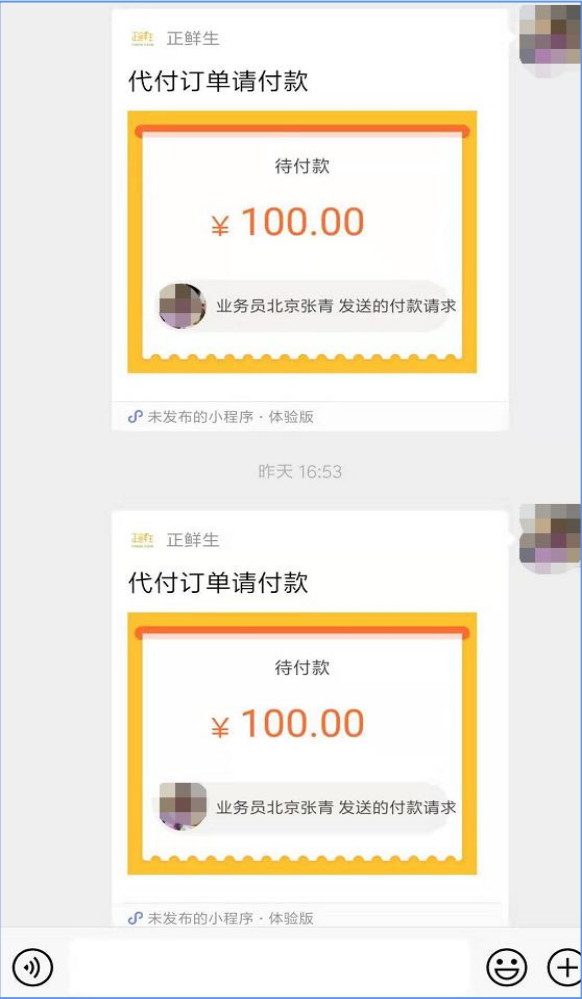 正鲜生
代付订单请付款
待付款
¥ 100.00
业务员北京张青 发送的付款请求
未发布的小程序 · 体验版
昨天 16:53
正鲜生
代付订单请付款
待付款
¥ 100.00
业务员北京张青 发送的付款请求
未发布的小程序 · 体验版